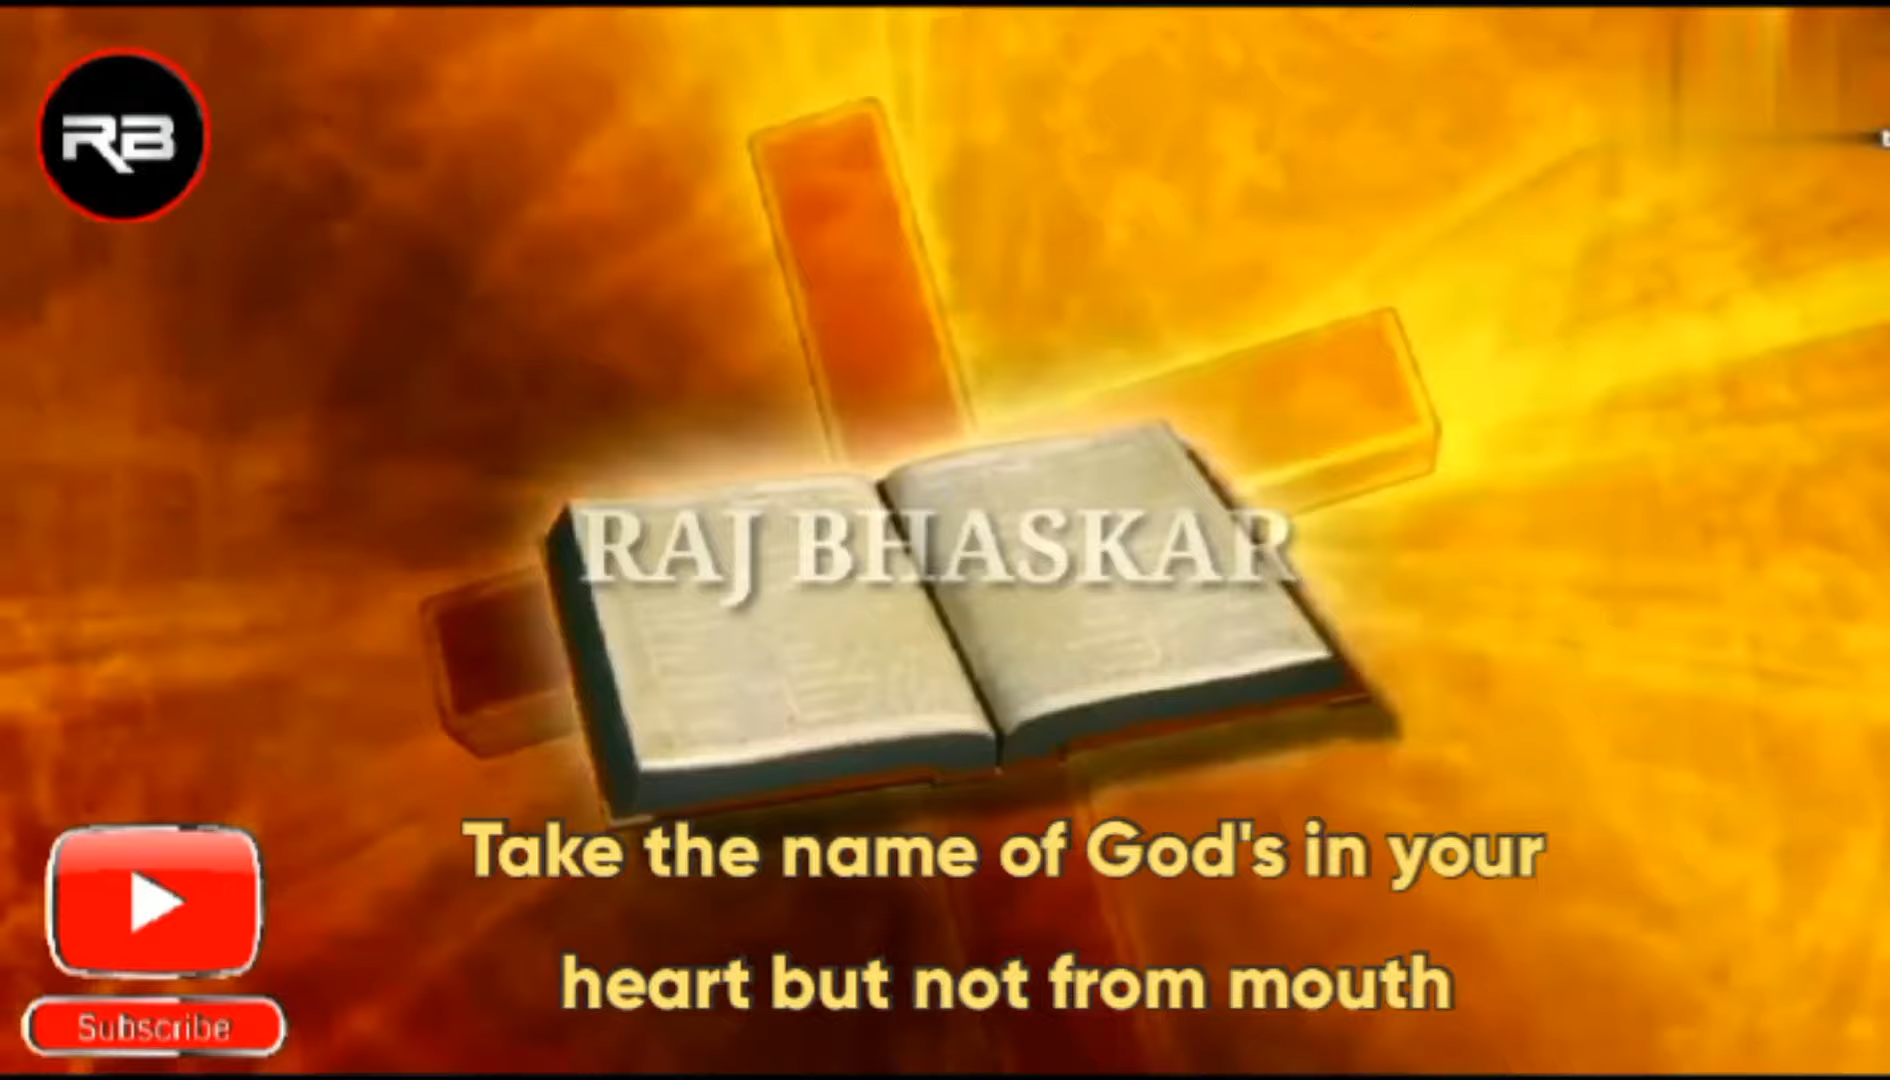 RB
RAJ BHASKAR
Take the name of God's in your
heart but not from mouth
Subscribe